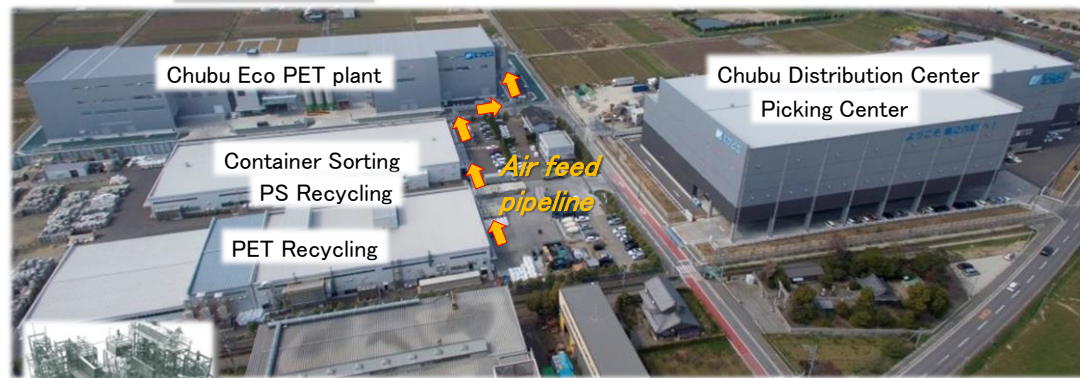 Chubu Eco PET plant
Chubu Distribution Center
Picking Center
Container Sorting
PS Recycling
PET Recycling
Air feed
pipeline